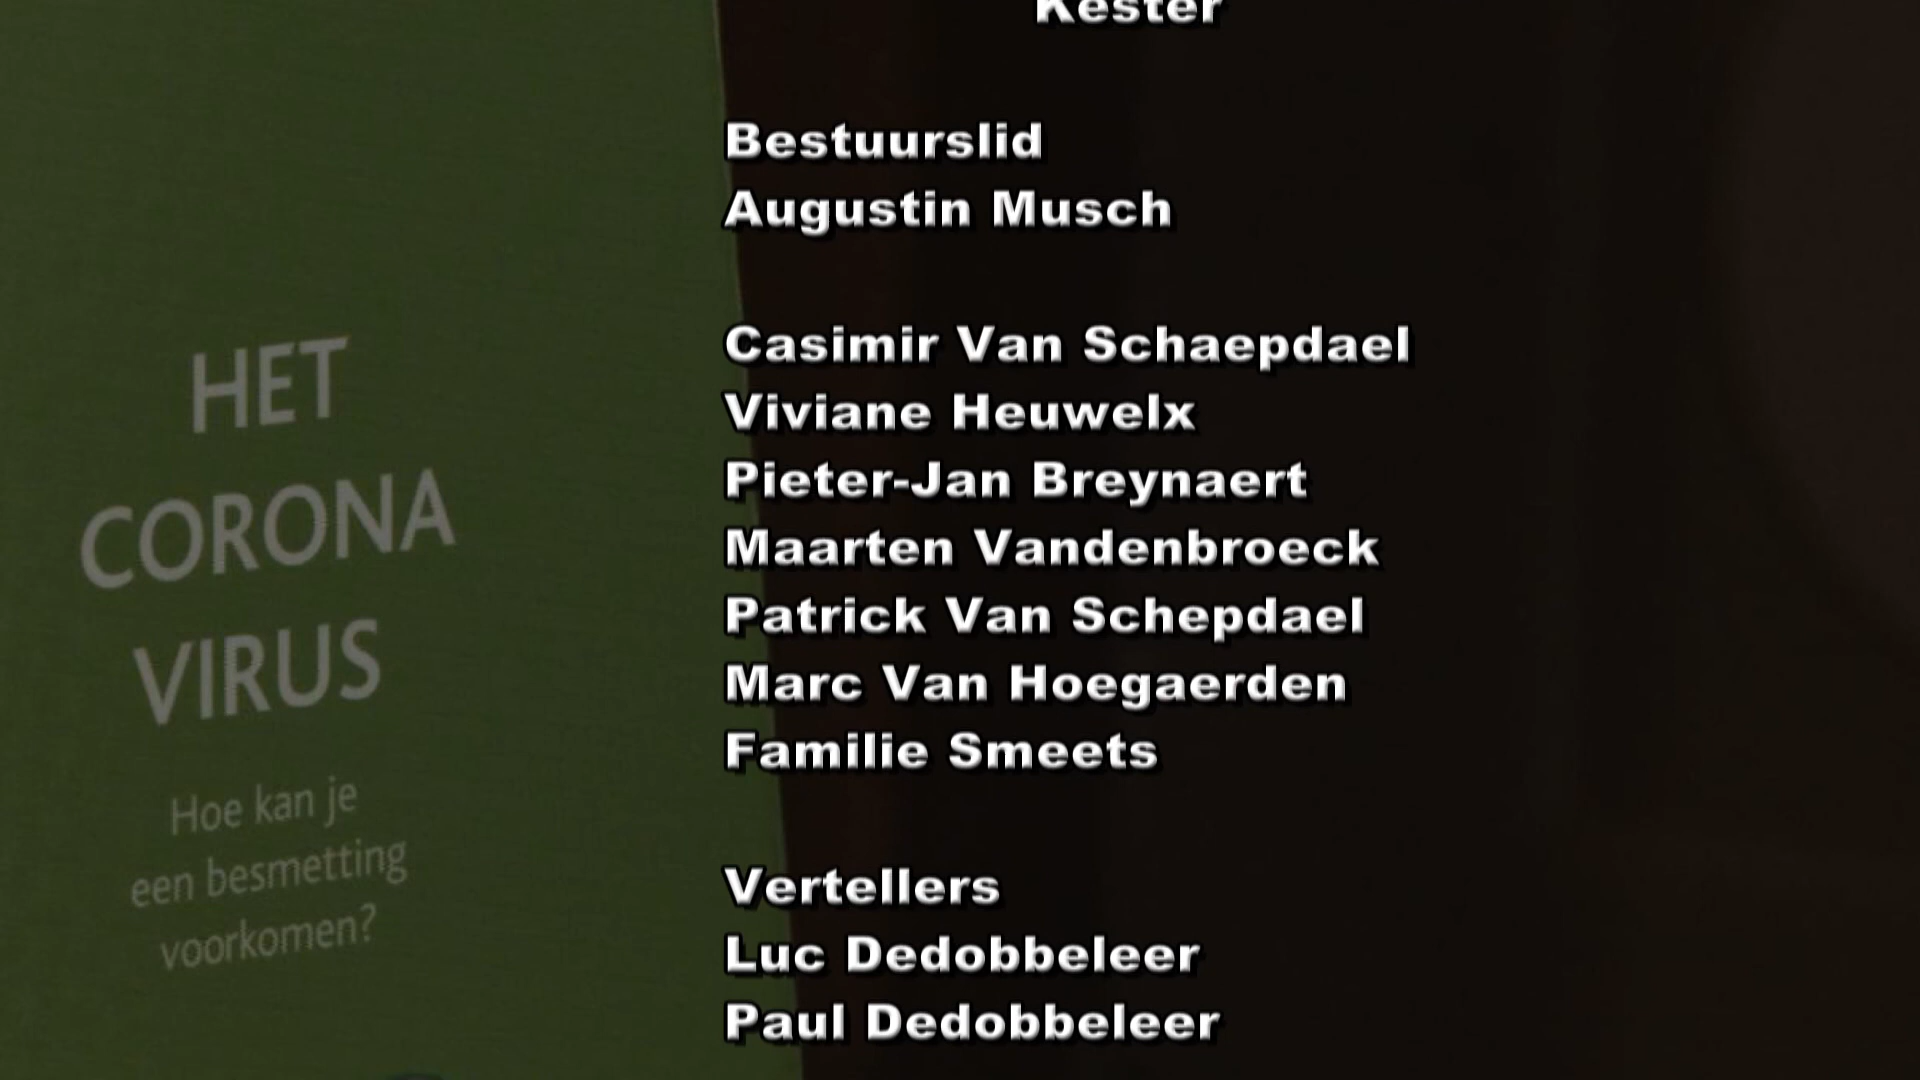 Kester
Bestuurslid
Augustin Musch
Casimir Van Schaepdael
Viviane Heuwelx
Pieter-Jan Breynaert
Maarten Vandenbroeck
Patrick Van Schepdael
Marc Van Hoegaerden
Familie Smeets
Vertellers
Luc Dedobbeleer
Paul Dedobbeleer
HET
CORONA
VIRUS
Hoe kan je
een besmetting
voorkomen?